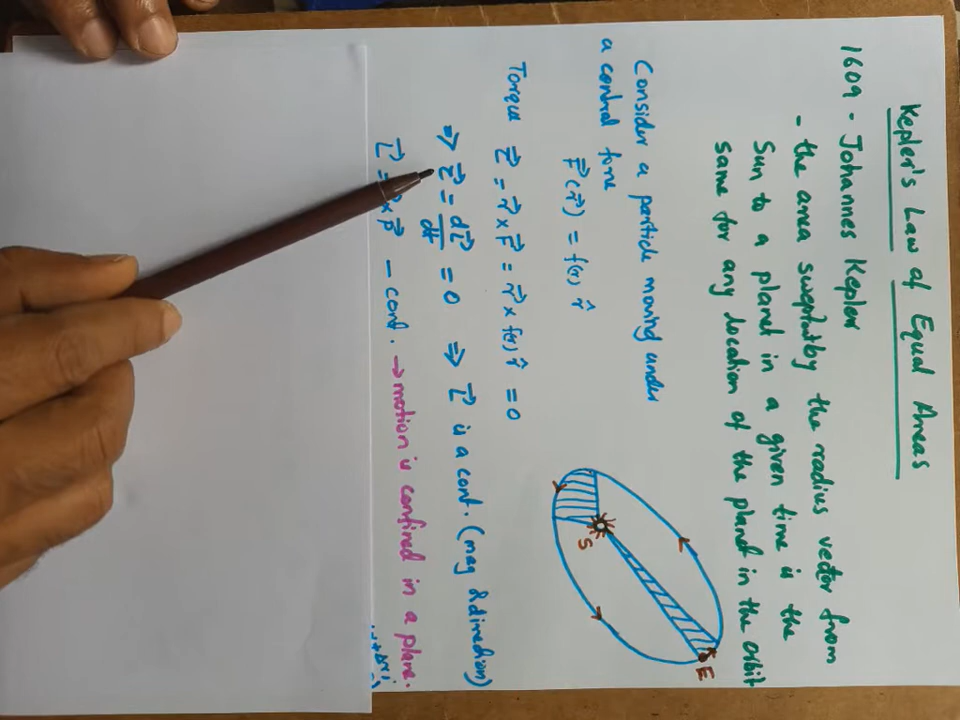 Kepler's Law of Equal Areas
1609 - Johannes Kepler
- the area swept by the radius vector from
Sun to a planet in a given time is the
same for any location of the planet in the orbit
Consider a particle moving under
a central force
F⃗(r⃗) = f(r) r̂
Torque τ⃗ = r⃗ × F⃗ = r⃗ × f(r) r̂ = 0
⇒ τ⃗ = dL⃗/dt = 0 ⇒ L⃗ is a cont. (mag & direction)
L⃗ = × p⃗ - cont. → motion is confined in a plane.
S
E